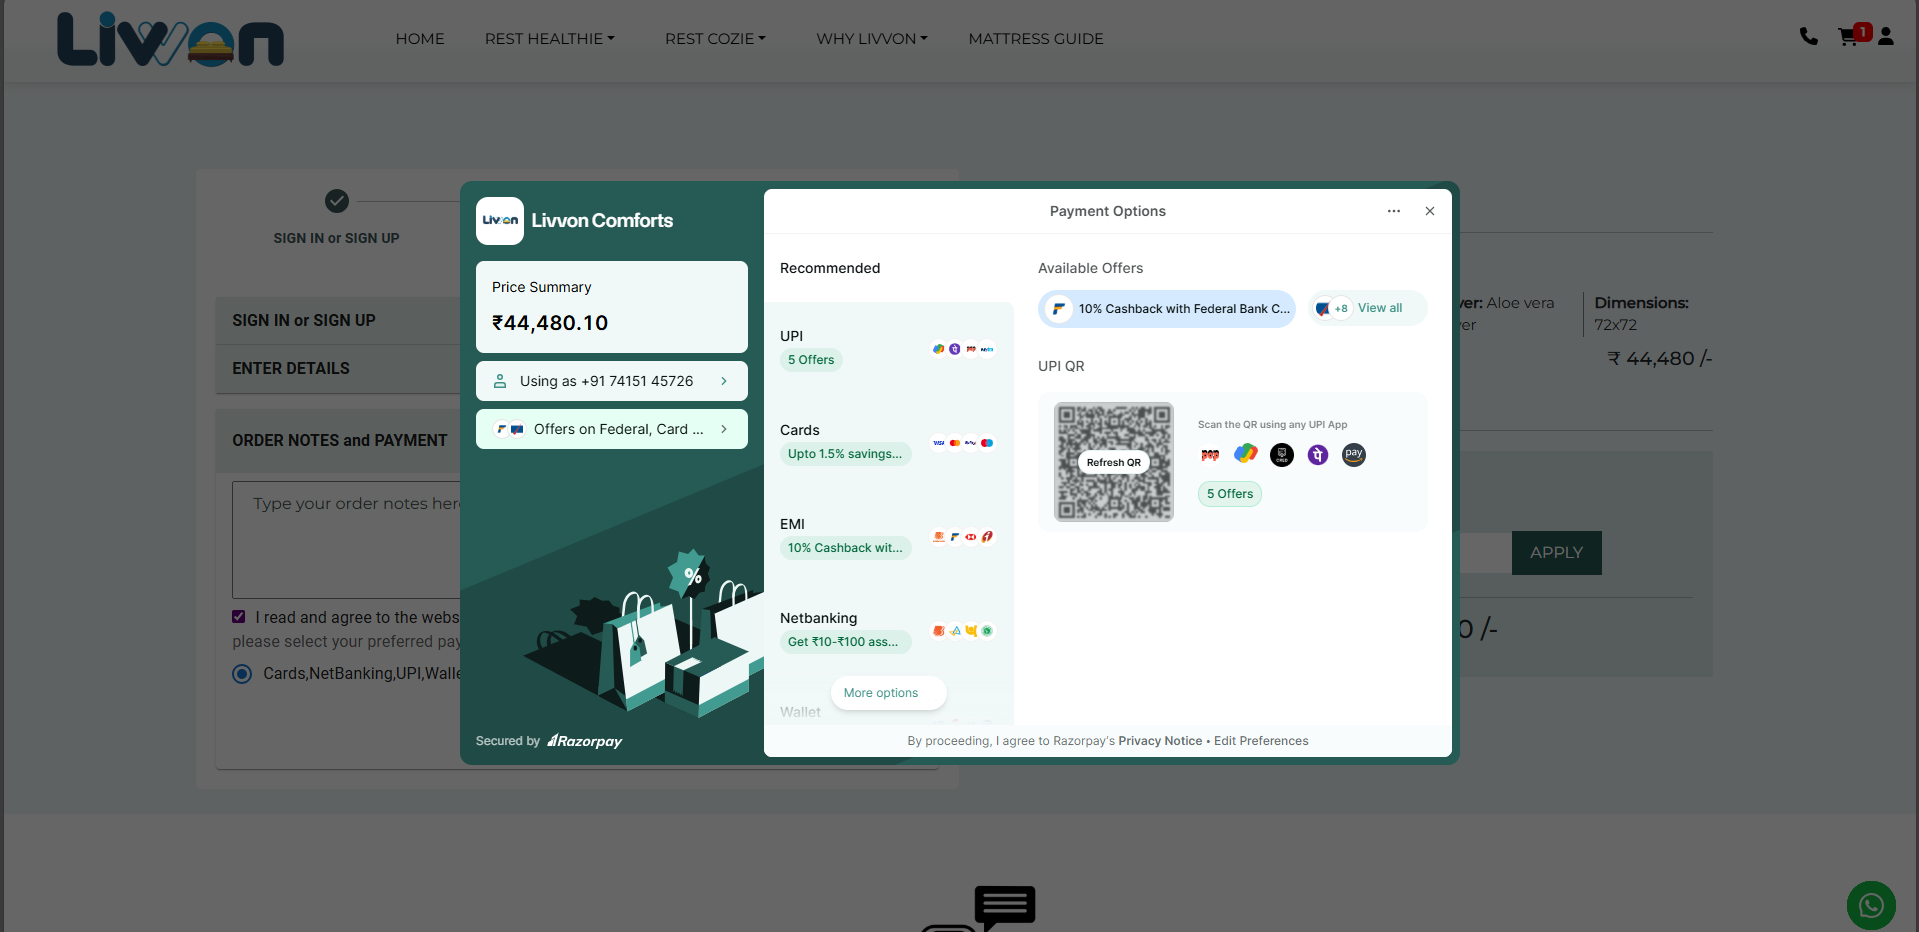 Livvon
HOME
REST HEALTHIE
REST COZIE
WHY LIVVON
MATTRESS GUIDE
1
SIGN IN or SIGN UP
SIGN IN or SIGN UP
ENTER DETAILS
ORDER NOTES and PAYMENT
Type your order notes her
I read and agree to the webs
please select your preferred pay
Cards,NetBanking,UPI,Walle
Livvon
Livvon Comforts
Price Summary
₹44,480.10
Using as +91 74151 45726
Offers on Federal, Card ...
%
Secured by Razorpay
Payment Options
Recommended
UPI
5 Offers
Cards
Upto 1.5% savings...
VISA
EMI
10% Cashback wit...
Netbanking
Get ₹10-₹100 ass...
Wallet
More options
Available Offers
10% Cashback with Federal Bank C...
+8
View all
UPI QR
Refresh QR
Scan the QR using any UPI App
CRED
पे
pay
5 Offers
By proceeding, I agree to Razorpay's Privacy Notice • Edit Preferences
ver: Aloe vera
ver
Dimensions:
72x72
₹ 44,480 /-
APPLY
0 /-